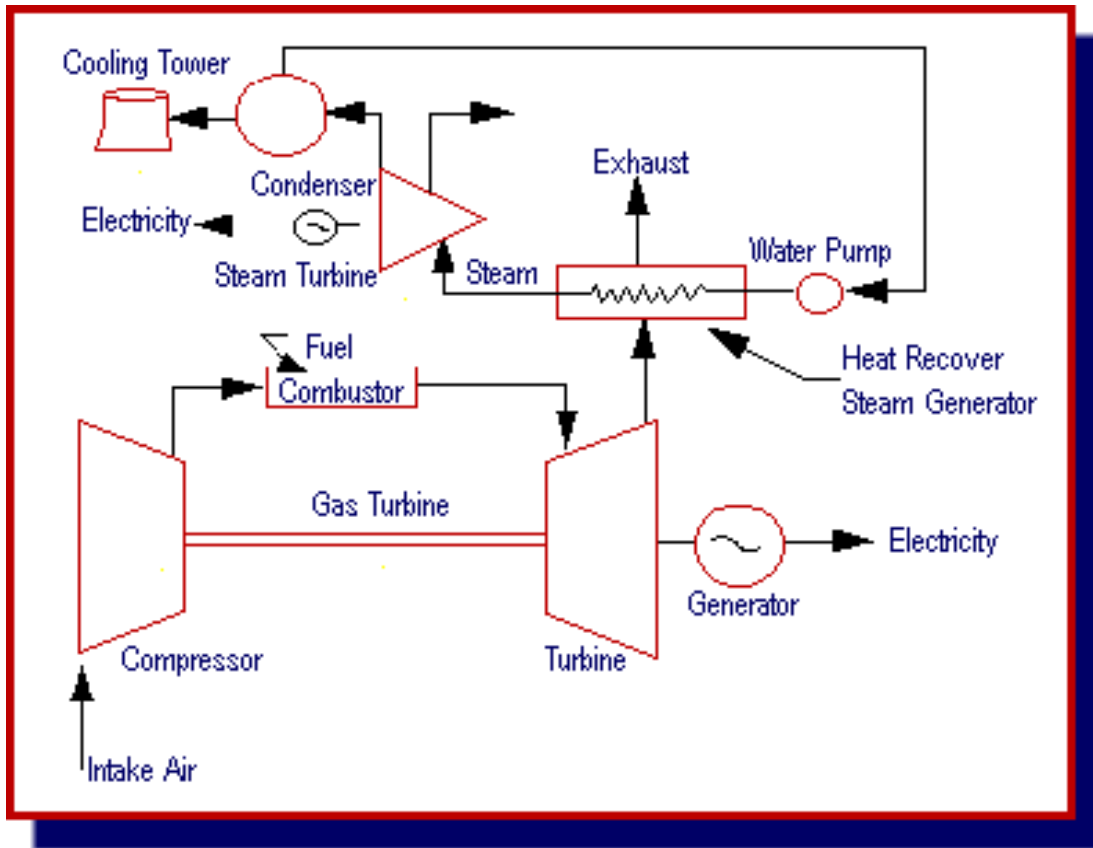 Cooling Tower
Condenser
Exhaust
Electricity
Water Pump
Steam Turbine
Steam
Fuel
Combustor
Heat Recover
Steam Generator
Gas Turbine
Electricity
Generator
Compressor
Turbine
Intake Air